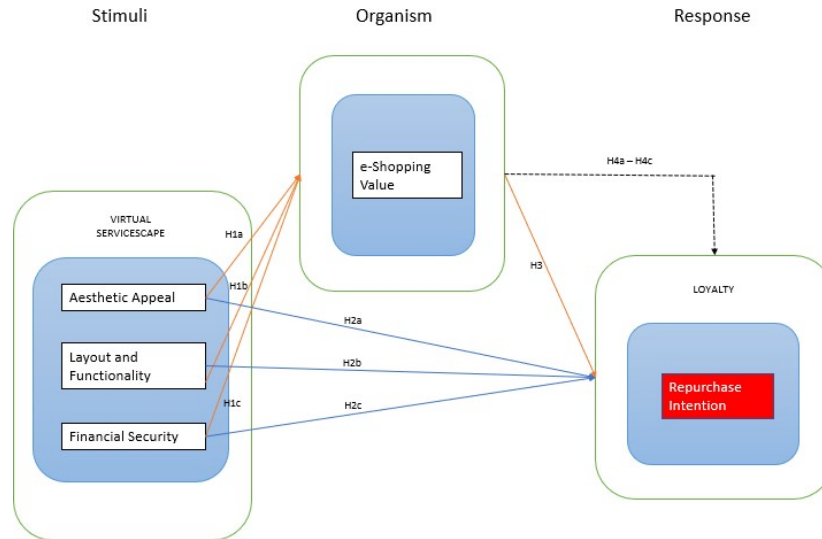 Stimuli
Organism
Response
e-Shopping
Value
H4a – H4c
VIRTUAL
SERVICESCAPE
H1a
H3
H1b
Aesthetic Appeal
LOYALTY
H2a
Layout and
Functionality
H2b
Repurchase
Intention
H1c
H2c
Financial Security